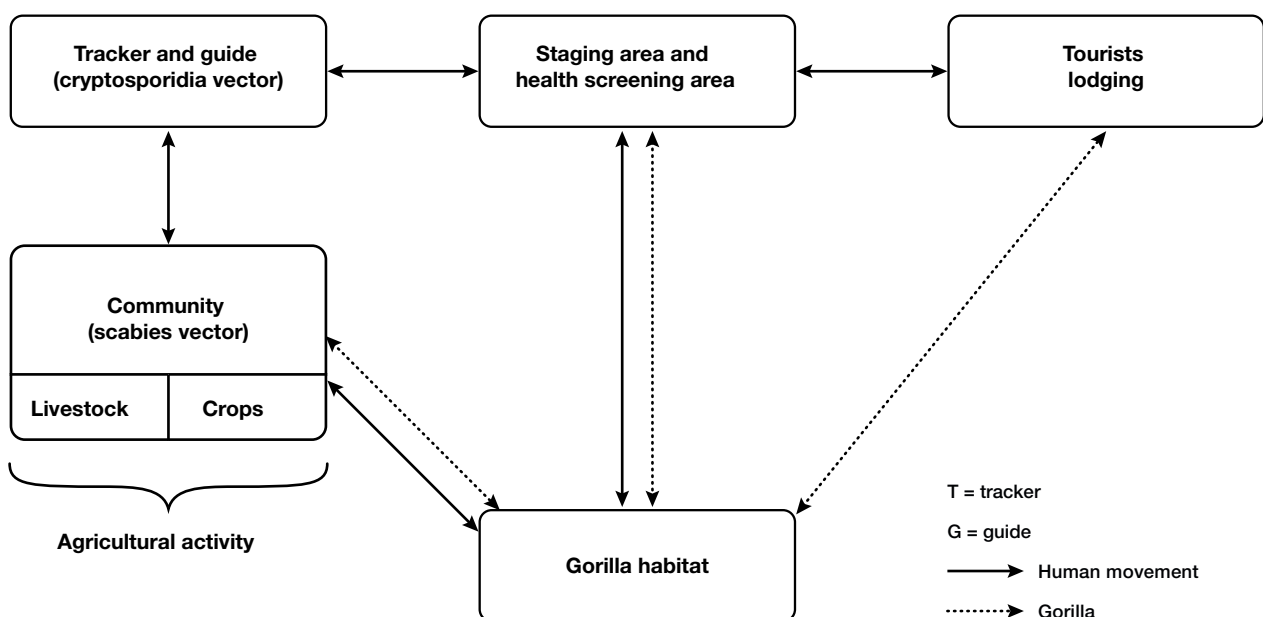 Tracker and guide
(cryptosporidia vector)
Staging area and
health screening area
Tourists
lodging
Community
(scabies vector)
Livestock
Crops
Agricultural activity
Gorilla habitat
T = tracker
G = guide
Human movement
Gorilla